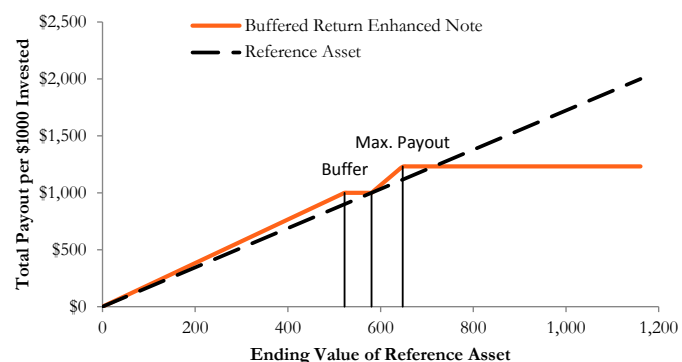 $2,500
Buffered Return Enhanced Note
Reference Asset
$2,000
$1,500
Max. Payout
Buffer
$1,000
$500
$0
0 200 400 600 800 1,000 1,200
Total Payout per $1000 Invested
Ending Value of Reference Asset